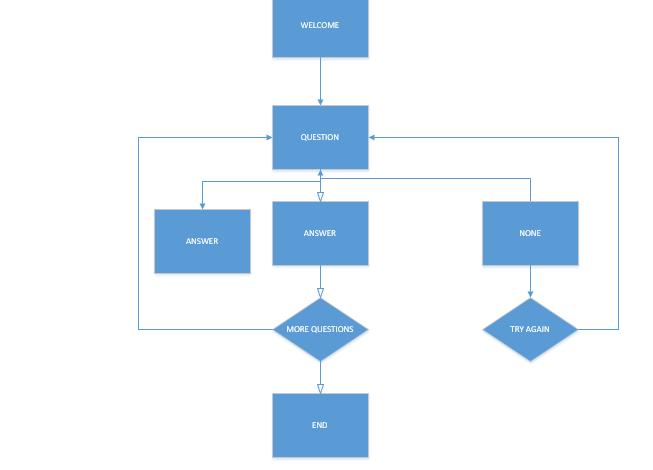 WELCOME
QUESTION
ANSWER
ANSWER
NONE
MORE QUESTIONS
TRY AGAIN
END